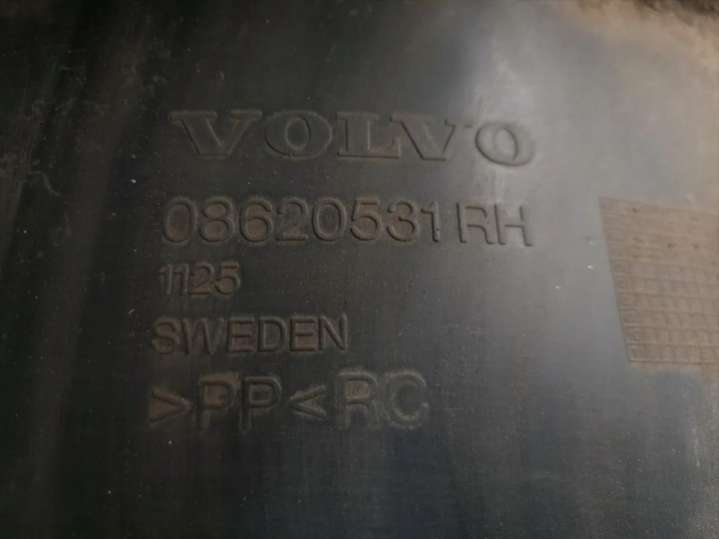 VOLVO
08620531 RH
1125
SWEDEN
>PP<RC